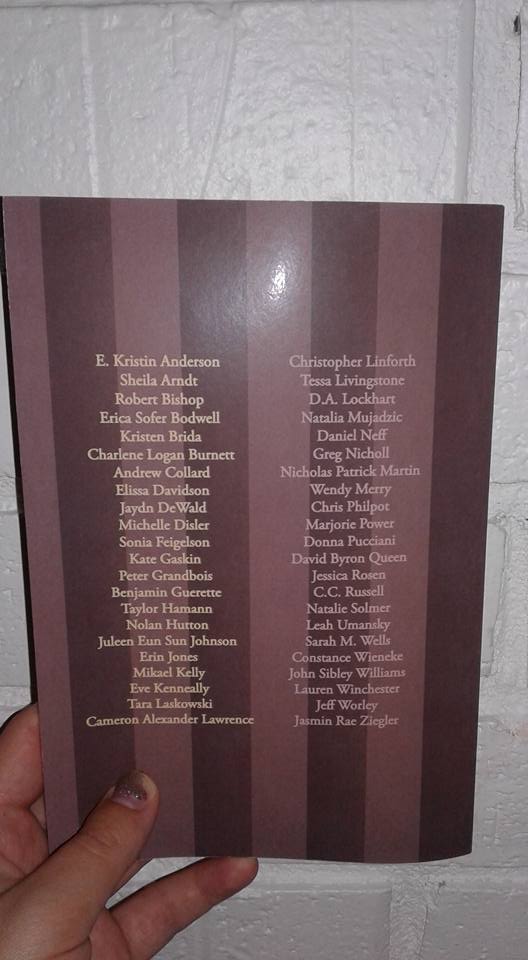 E. Kristin Anderson
Sheila Arndt
Robert Bishop
Erica Sofer Bodwell
Kristen Brida
Charlene Logan Burnett
Andrew Collard
Elissa Davidson
Jaydn DeWald
Michelle Disler
Sonia Feigelson
Kate Gaskin
Peter Grandbois
Benjamin Guerette
Taylor Hamann
Nolan Hutton
Juleen Eun Sun Johnson
Erin Jones
Mikael Kelly
Eve Kenneally
Tara Laskowski
Cameron Alexander Lawrence
Christopher Linforth
Tessa Livingstone
D.A. Lockhart
Natalia Mujadzic
Daniel Neff
Greg Nicholl
Nicholas Patrick Martin
Wendy Merry
Chris Philpot
Marjorie Power
Donna Pucciani
David Byron Queen
Jessica Rosen
C.C. Russell
Natalie Solmer
Leah Umansky
Sarah M. Wells
Constance Wieneke
John Sibley Williams
Lauren Winchester
Jeff Worley
Jasmin Rae Ziegler